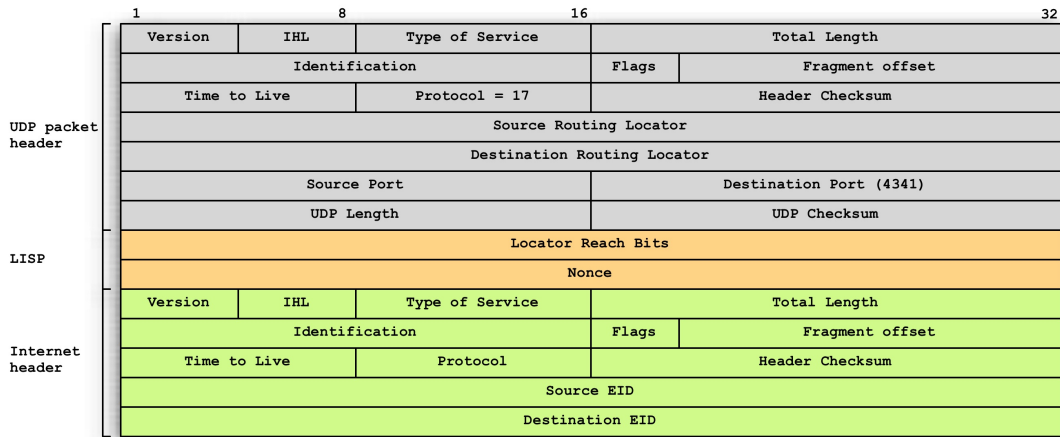 1 8 16 32
Version IHL Type of Service Total Length
Identification Flags Fragment offset
Time to Live Protocol = 17 Header Checksum
UDP packet
header
Source Routing Locator
Destination Routing Locator
Source Port Destination Port (4341)
UDP Length UDP Checksum
LISP
Locator Reach Bits
Nonce
Version IHL Type of Service Total Length
Identification Flags Fragment offset
Internet
header
Time to Live Protocol Header Checksum
Source EID
Destination EID